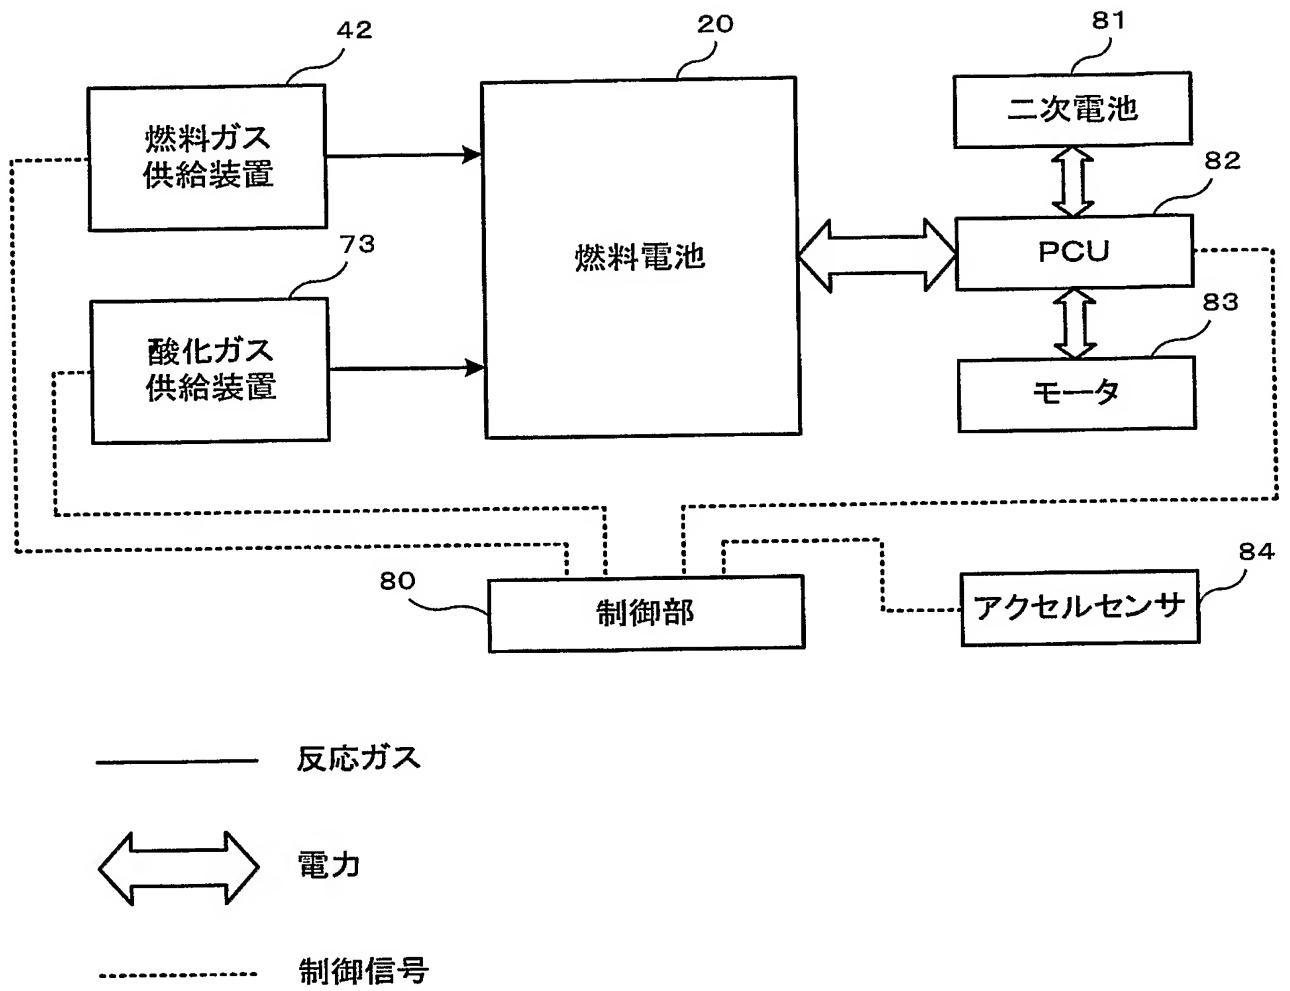 42
燃料ガス
供給装置
73
酸化ガス
供給装置
20
燃料電池
81
二次電池
82
PCU
83
モータ
80
制御部
84
アクセルセンサ
反応ガス
電力
制御信号